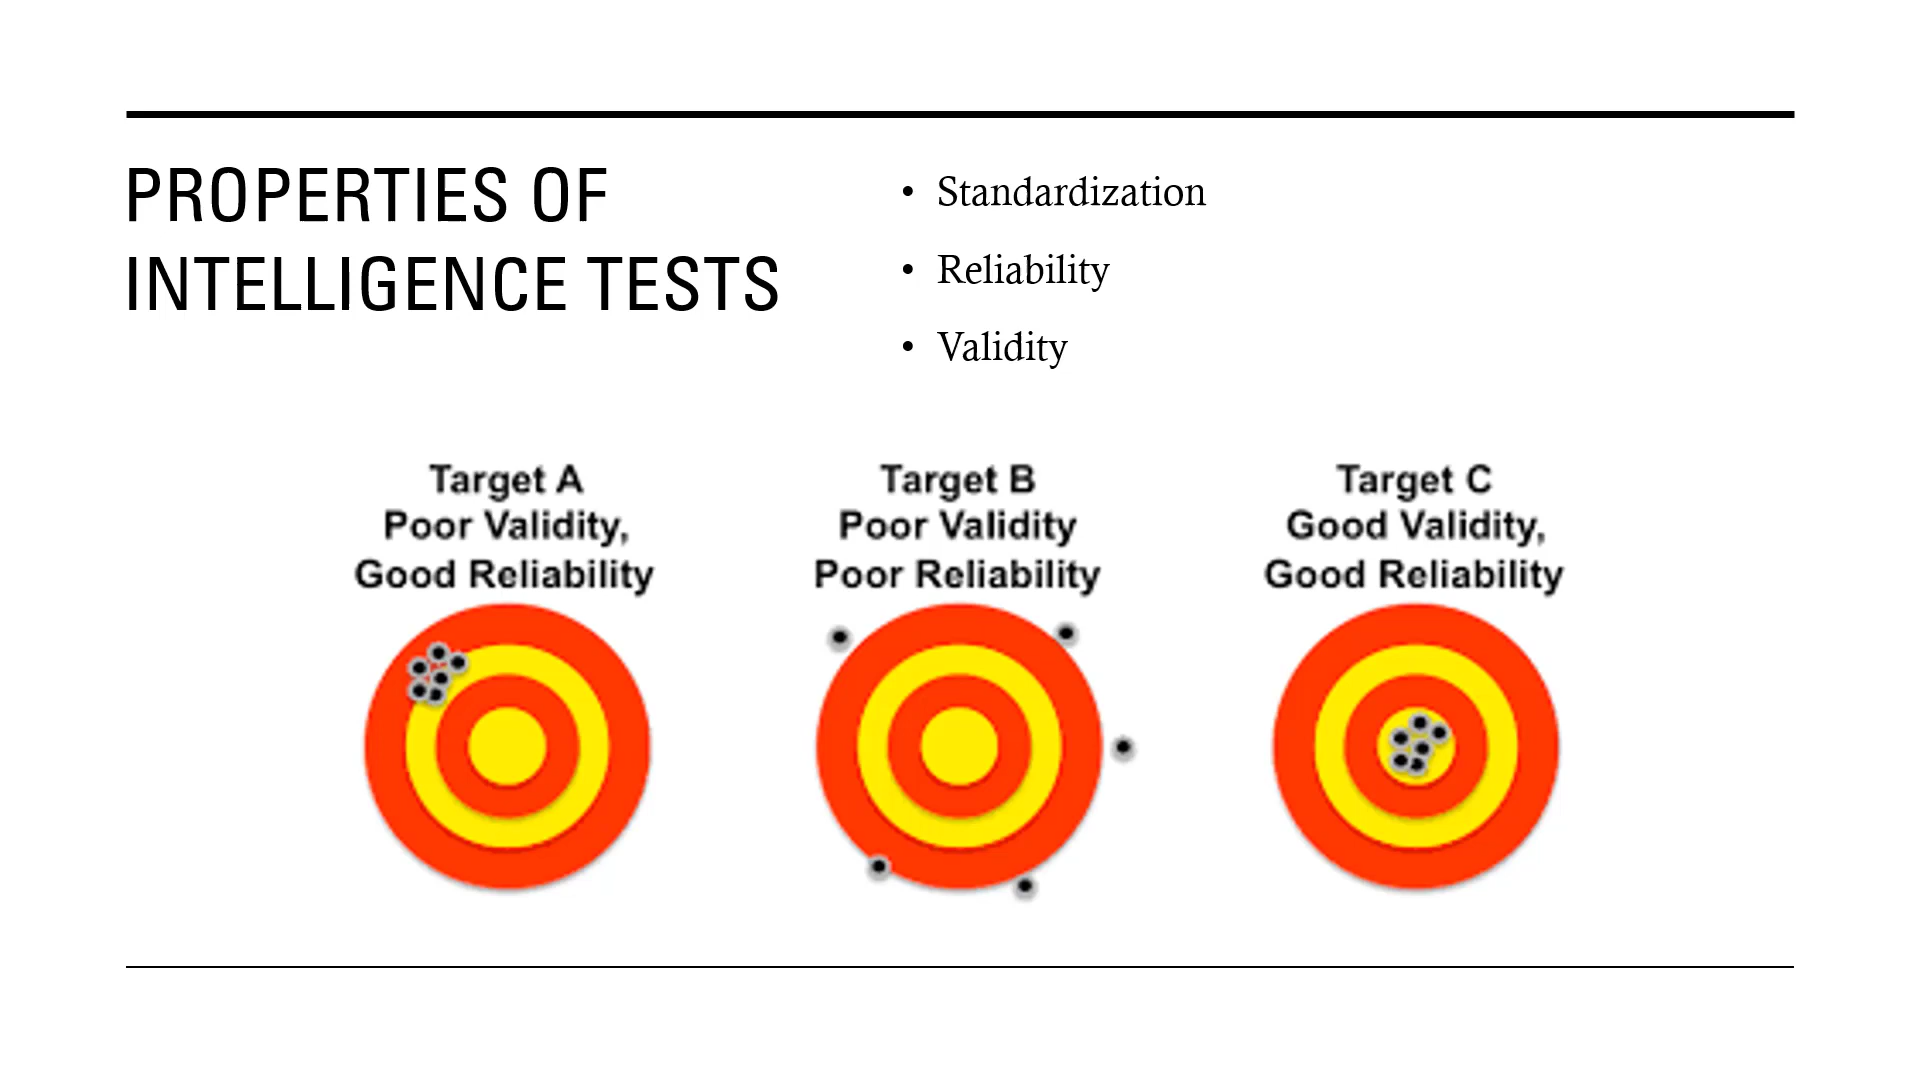 PROPERTIES OF
INTELLIGENCE TESTS
• Standardization
• Reliability
• Validity
Target A
Poor Validity,
Good Reliability
Target B
Poor Validity
Poor Reliability
Target C
Good Validity,
Good Reliability